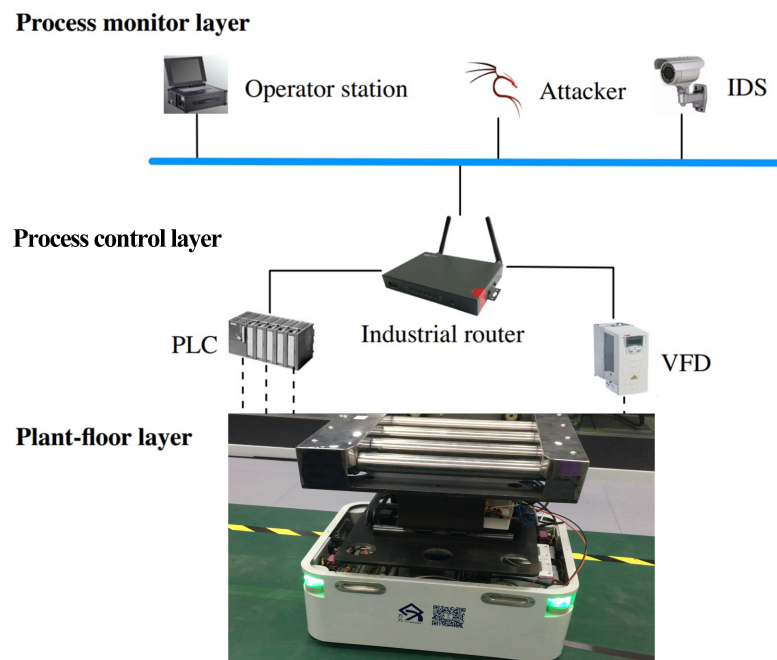 Process monitor layer
Operator station
Attacker
IDS
Process control layer
PLC
Industrial router
VFD
Plant-floor layer